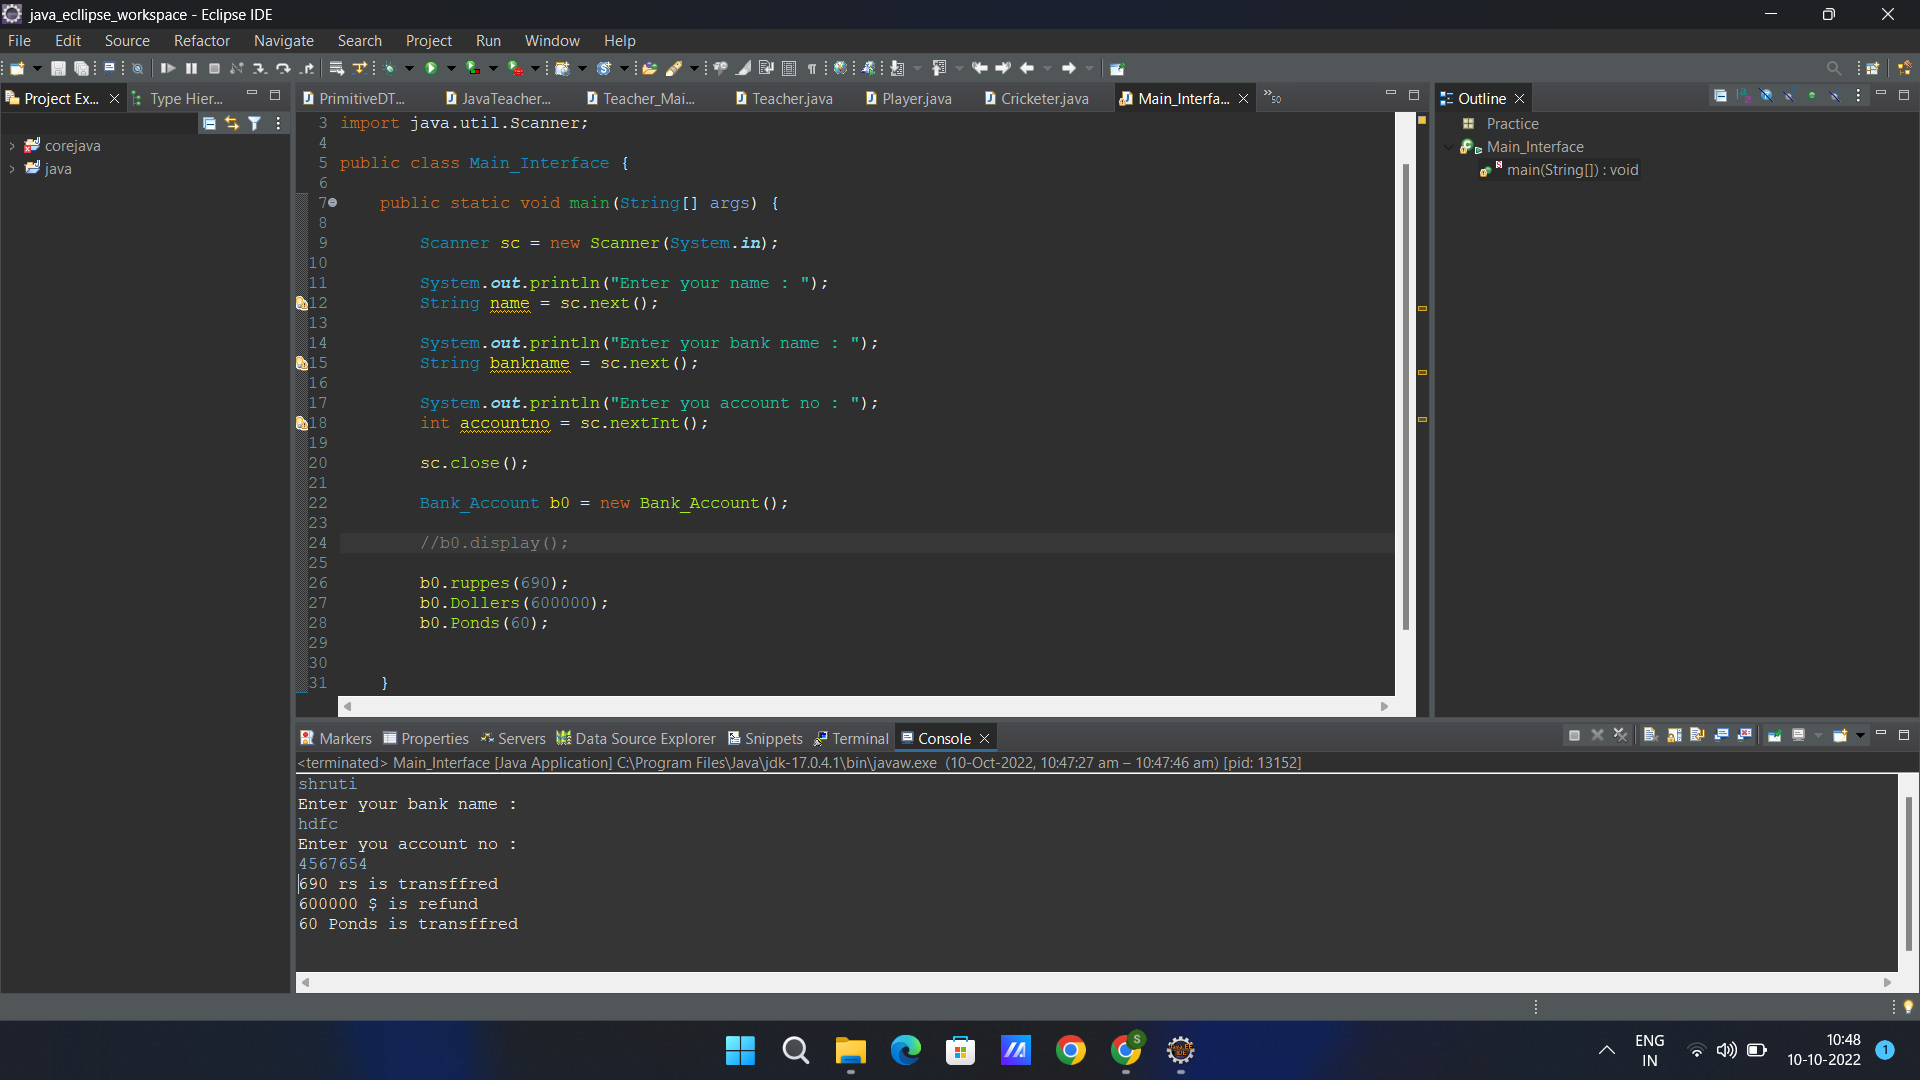 java_ecllipse_workspace - Eclipse IDE
File Edit Source Refactor Navigate Search Project Run Window Help
Project Ex... Type Hier...
corejava
java
PrimitiveDT... JavaTeacher... Teacher_Mai... Teacher.java Player.java Cricketer.java Main_Interfa... »50
3 import java.util.Scanner;
4
5 public class Main_Interface {
6
7 public static void main(String[] args) {
8
9 Scanner sc = new Scanner(System.in);
10
11 System.out.println("Enter your name : ");
12 String name = sc.next();
13
14 System.out.println("Enter your bank name : ");
15 String bankname = sc.next();
16
17 System.out.println("Enter you account no : ");
18 int accountno = sc.nextInt();
19
20 sc.close();
21
22 Bank_Account b0 = new Bank_Account();
23
24 //b0.display();
25
26 b0.ruppes(690);
27 b0.Dollers(600000);
28 b0.Ponds(60);
29
30
31 }
Outline
Practice
Main_Interface
main(String[]) : void
Markers Properties Servers Data Source Explorer Snippets Terminal Console
<terminated> Main_Interface [Java Application] C:\Program Files\Java\jdk-17.0.4.1\bin\javaw.exe (10-Oct-2022, 10:47:27 am – 10:47:46 am) [pid: 13152]
shruti
Enter your bank name :
hdfc
Enter you account no :
4567654
690 rs is transffred
600000 $ is refund
60 Ponds is transffred
S
ENG
IN
10:48
10-10-2022
1